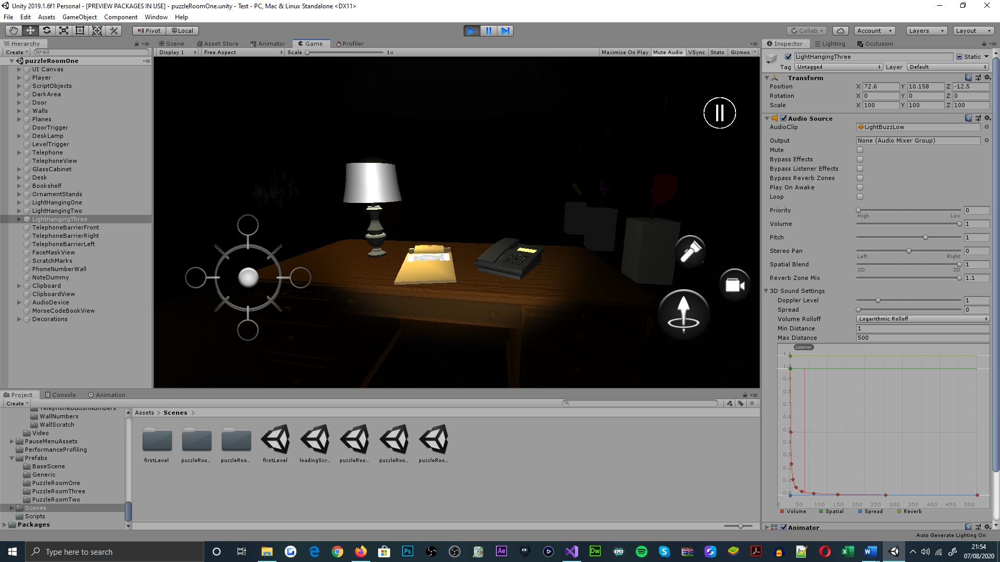 Unity 2019.1.6f1 Personal - [PREVIEW PACKAGES IN USE] - puzzleRoomOne.unity - Test - PC, Mac & Linux Standalone <DX11>
File Edit Assets GameObject Component Window Help
Pivot Local Collab Account Layers Layout
Hierarchy
Create All
puzzleRoomOne
UI Canvas
Player
ScriptObjects
DarkArea
Door
Walls
Planes
DoorTrigger
DeskLamp
LevelTrigger
Telephone
TelephoneView
GlassCabinet
Desk
Bookshelf
OrnamentStands
LightHangingOne
LightHangingTwo
LightHangingThree
TelephoneBarrierFront
TelephoneBarrierRight
TelephoneBarrierLeft
FaceMaskView
ScratchMarks
PhoneNumberWall
NoteDummy
Clipboard
ClipboardView
AudioDevice
MorseCodeBookView
Decorations
Scene Asset Store Animator Game Profiler
Display 1 Free Aspect Scale 1x Maximize On Play Mute Audio VSync Stats Gizmos
Inspector Lighting Occlusion
LightHangingThree Static
Tag Untagged Layer Default
Transform
Position X 72.6 Y 10.158 Z -12.5
Rotation X 0 Y 0 Z 0
Scale X 100 Y 100 Z 100
Audio Source
AudioClip LightBuzzLow
Output None (Audio Mixer Group)
Mute
Bypass Effects
Bypass Listener Effects
Bypass Reverb Zones
Play On Awake
Loop
Priority 0
High Low
Volume 1
Pitch 1
Stereo Pan 0
Left Right
Spatial Blend 1
2D 3D
Reverb Zone Mix 1.1
3D Sound Settings
Doppler Level 1
Spread 0
Volume Rolloff Logarithmic Rolloff
Min Distance 1
Max Distance 500
Listener
1.1
1.0
0.9
0.8
0.7
0.6
0.5
0.4
0.3
0.2
0.1
0.0
0 50 100 150 200 250 300 350 400 450 500
Volume Spatial Spread Reverb
Animator
Auto Generate Lighting On
Project Console Animation
Create
TelephoneButtonNumbers
WallNumbers
WallScratch
Video
PauseMenuAssets
PerformanceProfiling
Prefabs
BaseScene
Generic
PuzzleRoomOne
PuzzleRoomThree
PuzzleRoomTwo
Scenes
Scripts
Packages
Assets > Scenes >
firstLevel puzzleRoo... puzzleRoo... firstLevel loadingScr... puzzleRoo... puzzleRoo... puzzleRoo...
Type here to search
Ps Ae Dw
21:54
07/08/2020